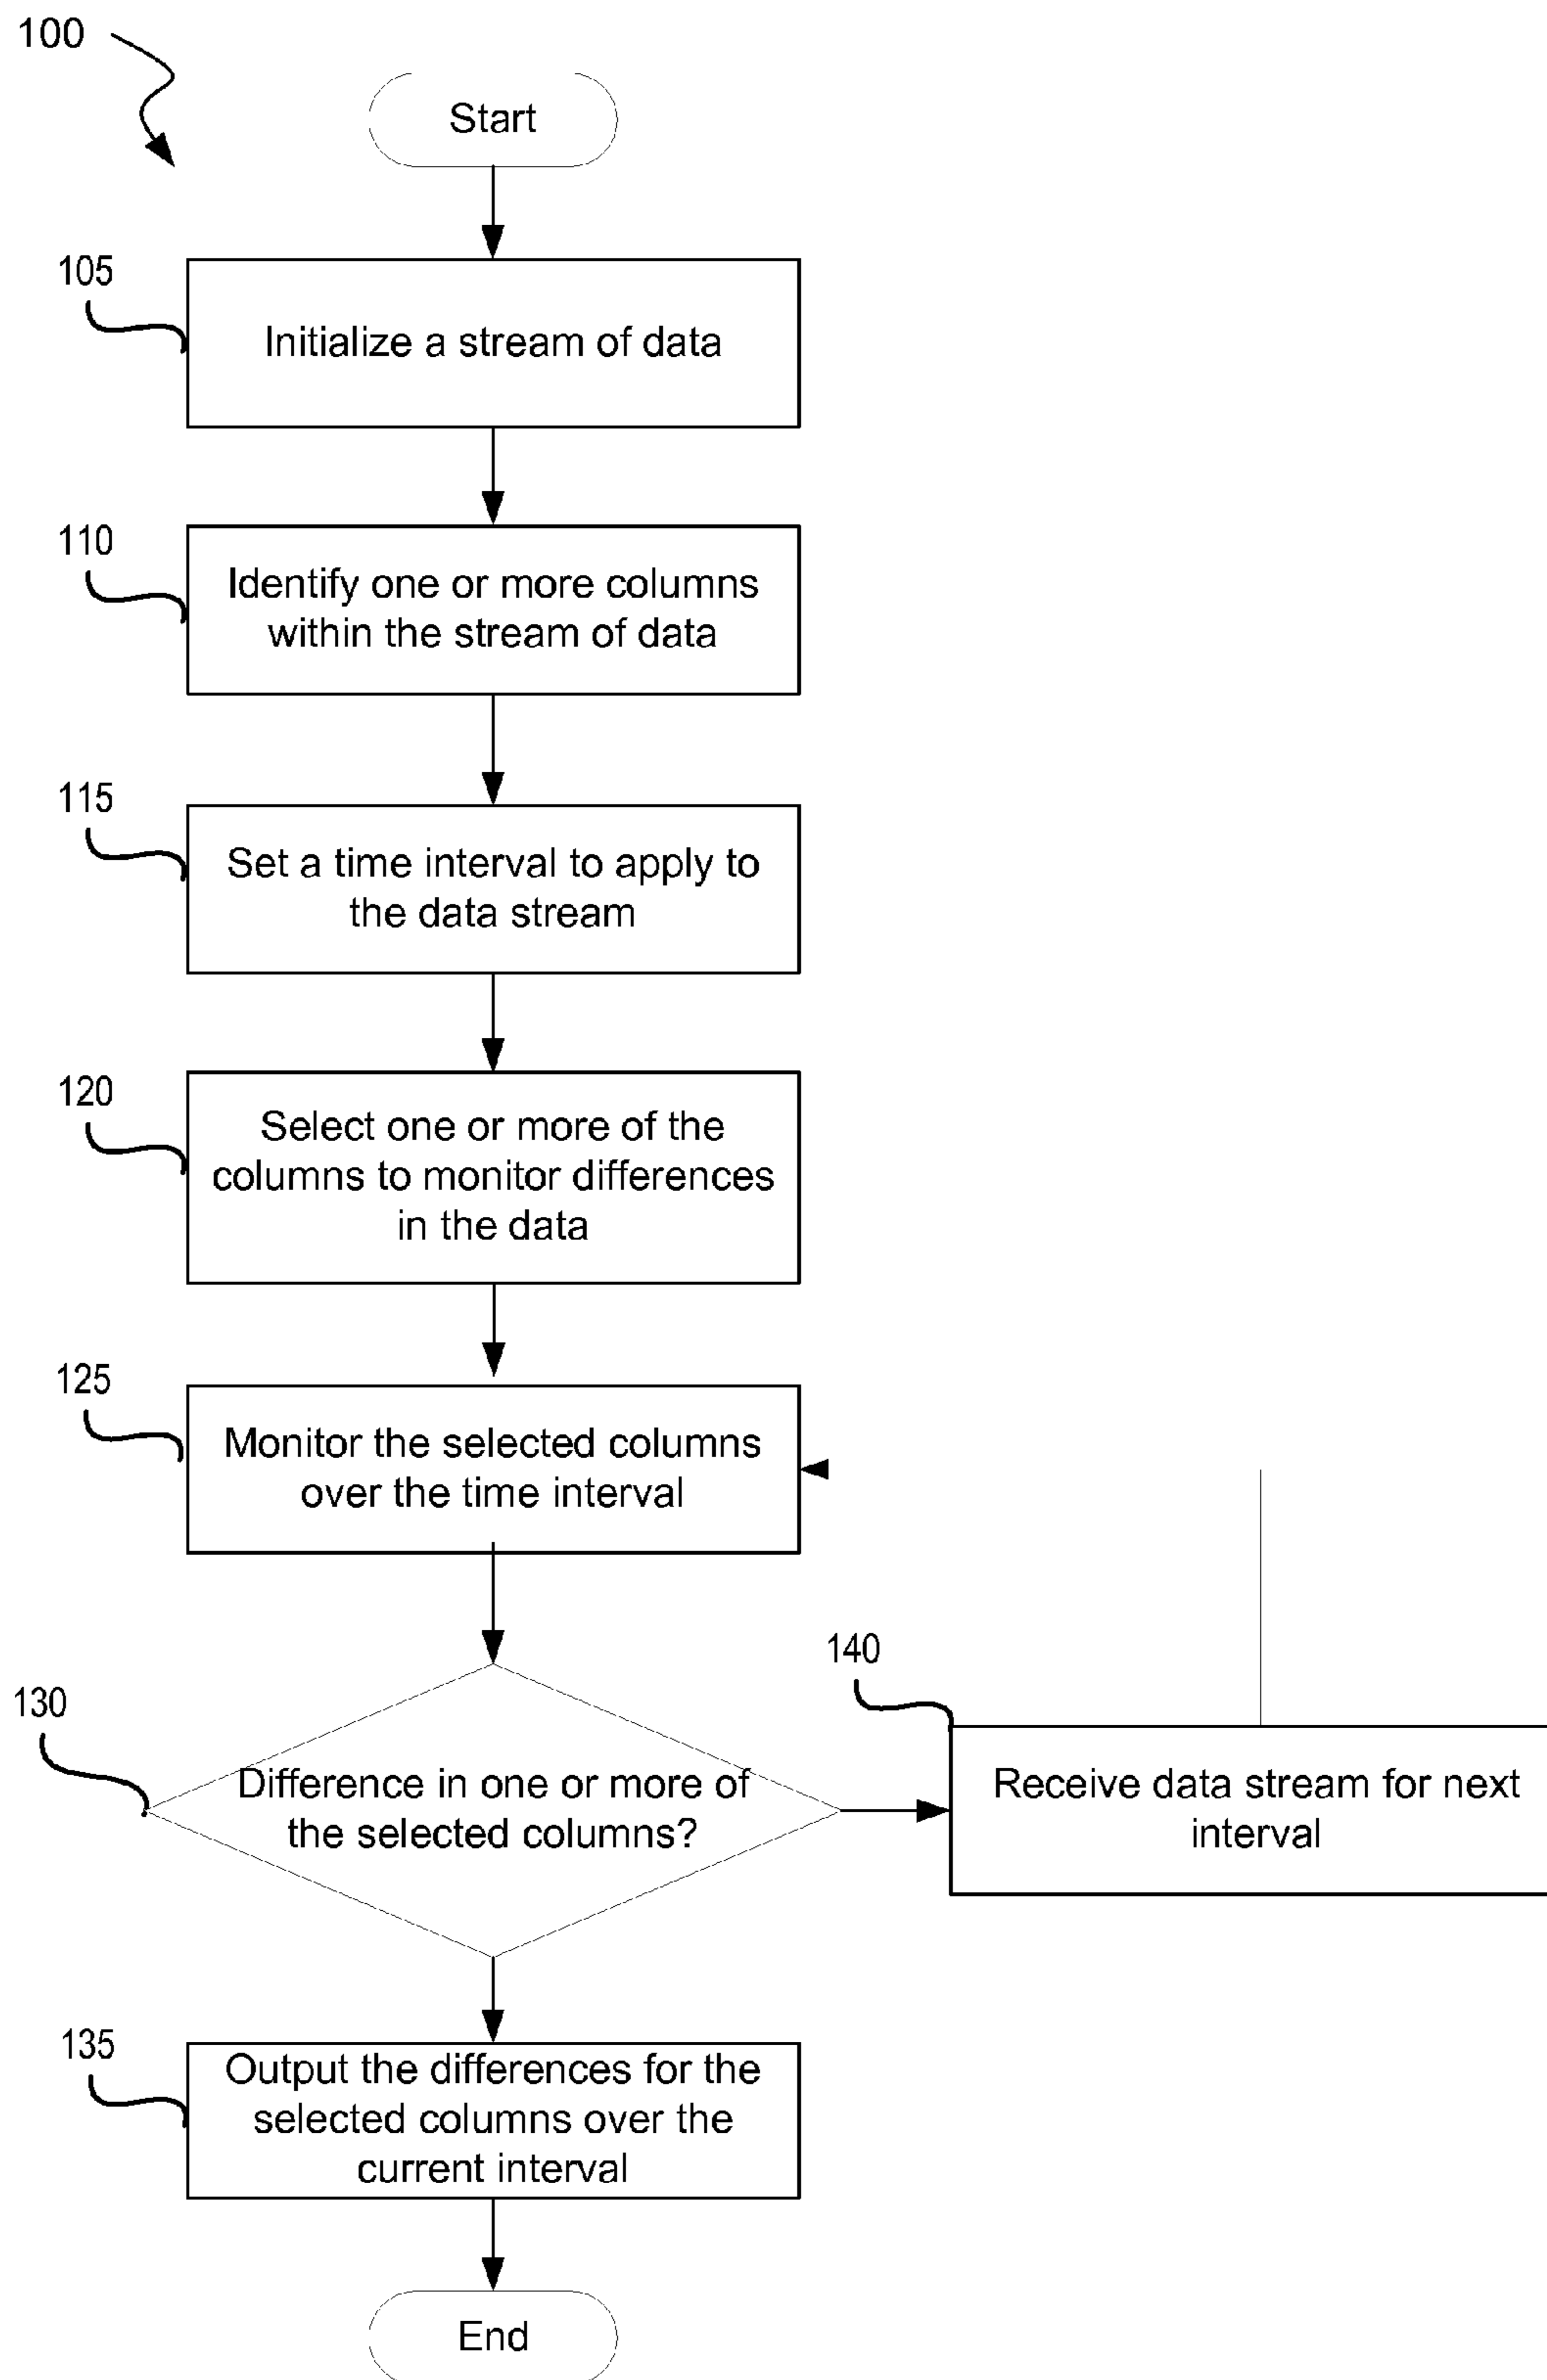 100
Start
105
Initialize a stream of data
110
Identify one or more columns
within the stream of data
115
Set a time interval to apply to
the data stream
120
Select one or more of the
columns to monitor differences
in the data
125
Monitor the selected columns
over the time interval
130
Difference in one or more of
the selected columns?
140
Receive data stream for next
interval
135
Output the differences for the
selected columns over the
current interval
End